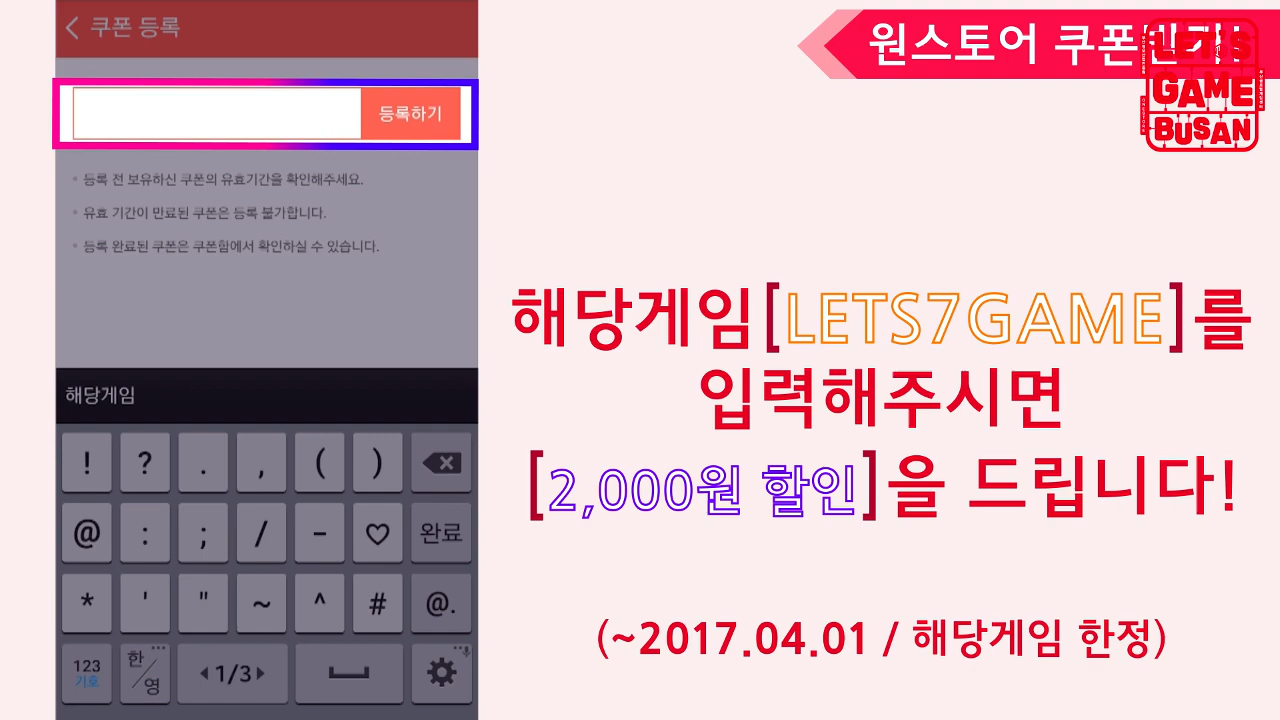 쿠폰 등록
등록하기
• 등록 전 보유하신 쿠폰의 유효기간을 확인해주세요.
• 유효 기간이 만료된 쿠폰은 등록 불가합니다.
• 등록 완료된 쿠폰은 쿠폰함에서 확인하실 수 있습니다.
해당게임
! ? . , ( )
@ : ; / - ♡ 완료
* ' " ~ ^ # @.
123 기호 한/영 1/3
원스토어 쿠폰받기!
LET'S
GAME
BUSAN
해당게임[LETS7GAME]를
입력해주시면
[2,000원 할인]을 드립니다!
(~2017.04.01 / 해당게임 한정)